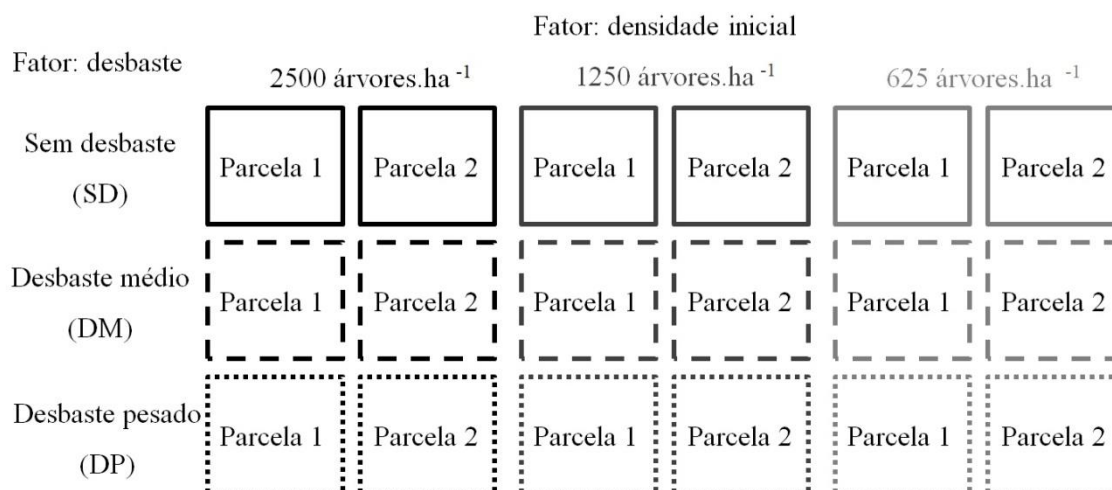 Fator: densidade inicial
Fator: desbaste
2500 árvores.ha -1 1250 árvores.ha -1 625 árvores.ha -1
Sem desbaste
(SD)
Parcela 1 Parcela 2 Parcela 1 Parcela 2 Parcela 1 Parcela 2
Desbaste médio
(DM)
Parcela 1 Parcela 2 Parcela 1 Parcela 2 Parcela 1 Parcela 2
Desbaste pesado
(DP)
Parcela 1 Parcela 2 Parcela 1 Parcela 2 Parcela 1 Parcela 2